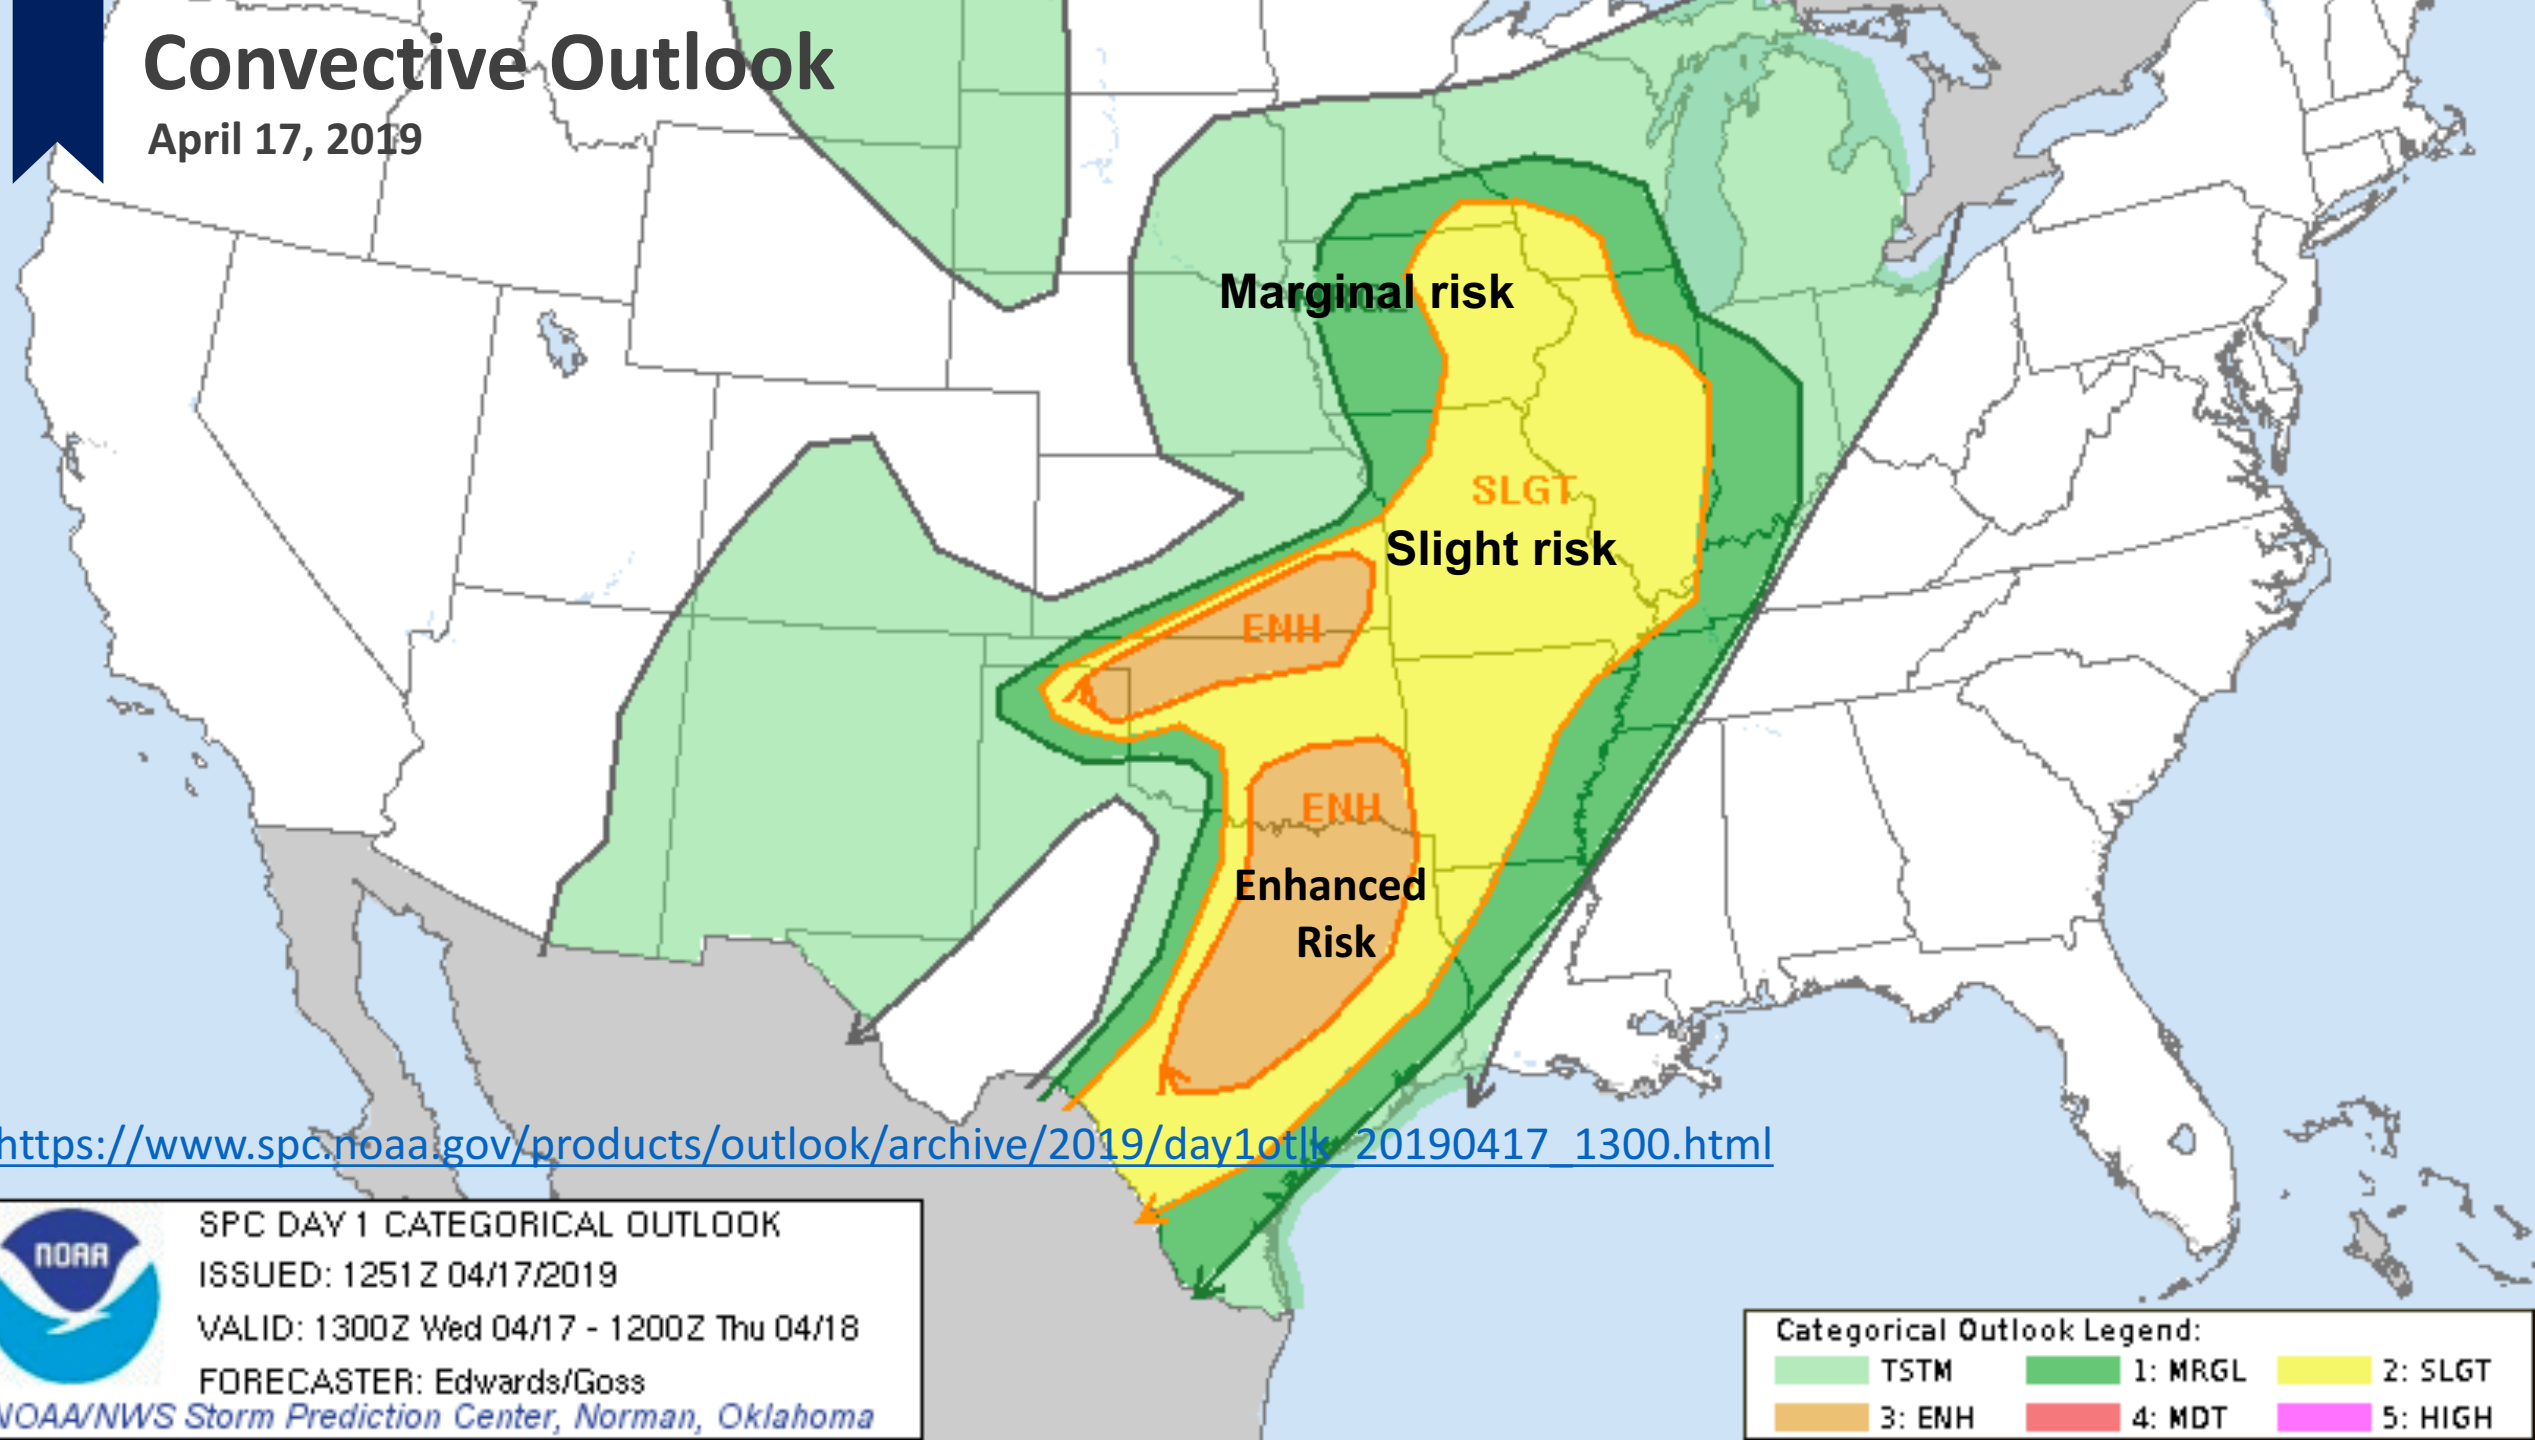 Convective Outlook
April 17, 2019
Marginal risk
SLGT
Slight risk
ENH
ENH
Enhanced
Risk
https://www.spc.noaa.gov/products/outlook/archive/2019/day1otlk_20190417_1300.html
NOAA
SPC DAY 1 CATEGORICAL OUTLOOK
ISSUED: 1251Z 04/17/2019
VALID: 1300Z Wed 04/17 - 1200Z Thu 04/18
FORECASTER: Edwards/Goss
NOAA/NWS Storm Prediction Center, Norman, Oklahoma
Categorical Outlook Legend:
TSTM 1: MRGL 2: SLGT
3: ENH 4: MDT 5: HIGH